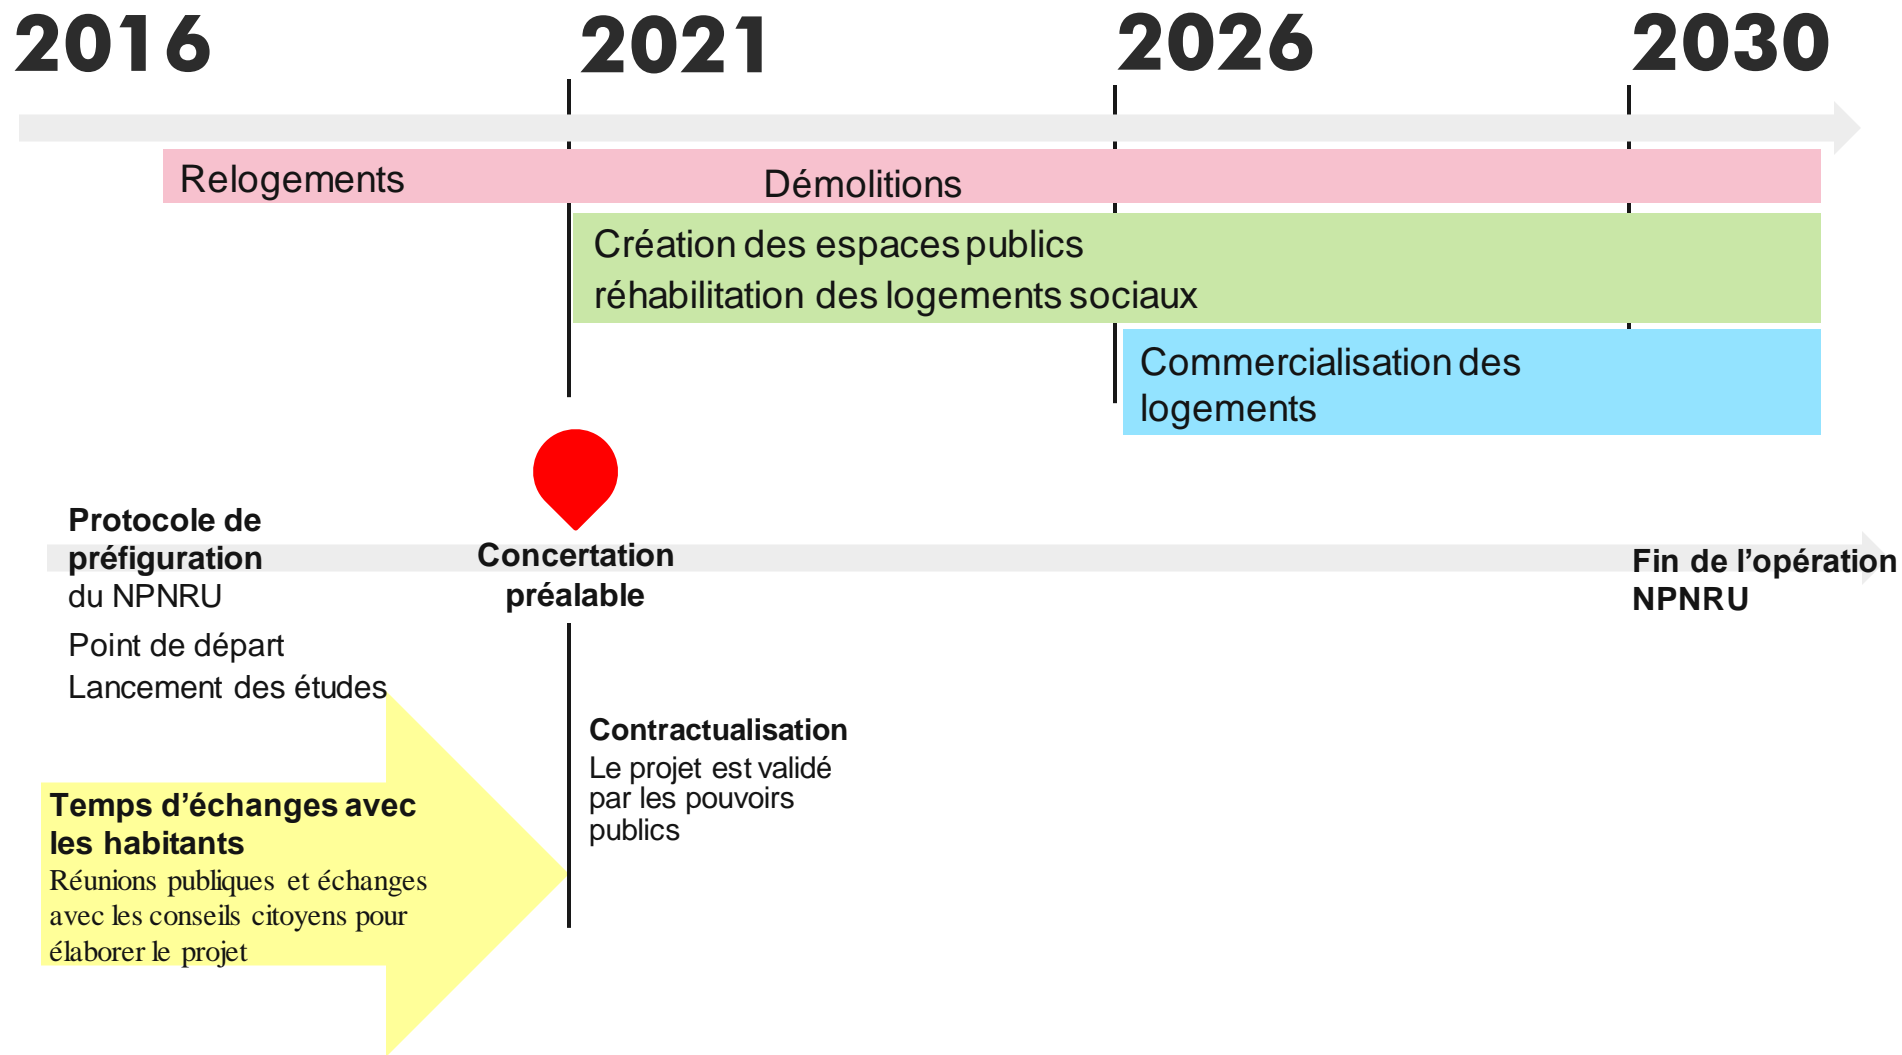 2016
2021
2026
2030
Relogements
Démolitions
Création des espaces publics
réhabilitation des logements sociaux
Commercialisation des
logements
Protocole de
préfiguration
du NPNRU
Point de départ
Lancement des études
Concertation
préalable
Fin de l’opération
NPNRU
Contractualisation
Le projet est validé
par les pouvoirs
publics
Temps d’échanges avec
les habitants
Réunions publiques et échanges
avec les conseils citoyens pour
élaborer le projet